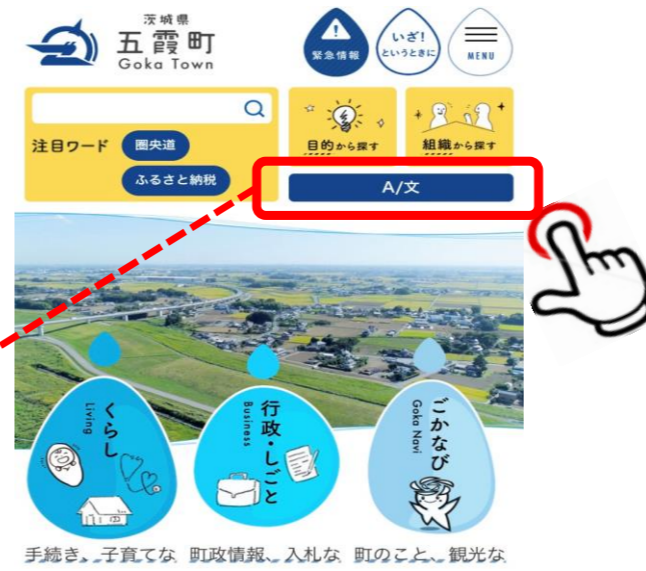 茨城県
五霞町
Goka Town
緊急情報
いざ!
というときに
MENU
注目ワード
圏央道
ふるさと納税
目的から探す
組織から探す
A/文
くらし
Living
行政・しごと
Business
ごかなび
Goka Navi
手続き、子育てな
町政情報、入札な
町のこと、観光な